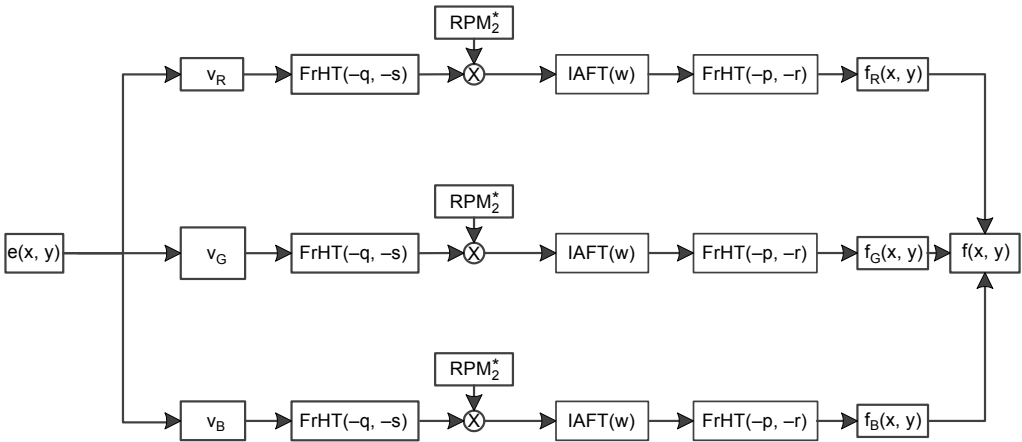 RPM₂*
v_R FrHT(–q, –s) X IAFT(w) FrHT(–p, –r) f_R(x, y)
RPM₂*
e(x, y) v_G FrHT(–q, –s) X IAFT(w) FrHT(–p, –r) f_G(x, y) f(x, y)
RPM₂*
v_B FrHT(–q, –s) X IAFT(w) FrHT(–p, –r) f_B(x, y)